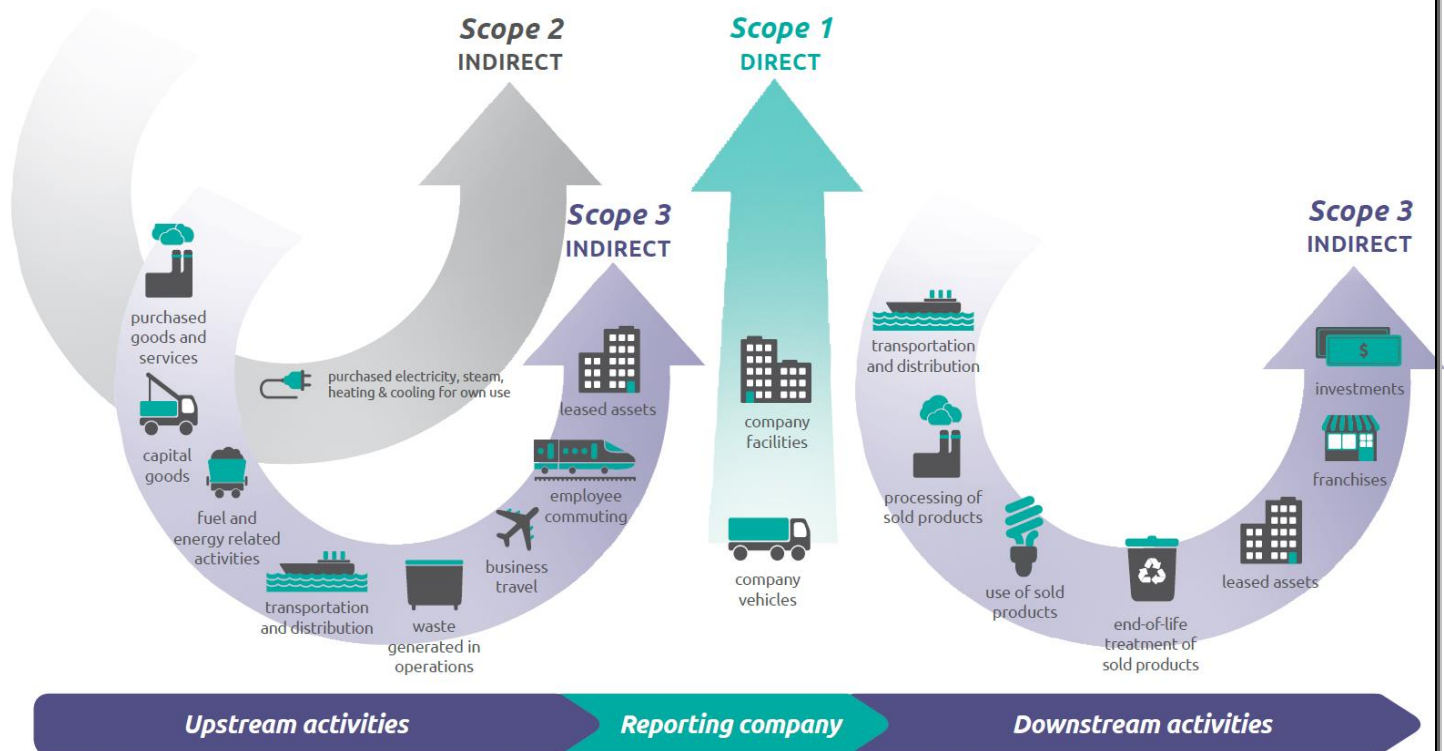 Scope 2
INDIRECT
Scope 1
DIRECT
Scope 3
INDIRECT
Scope 3
INDIRECT
purchased
goods and
services
capital
goods
fuel and
energy related
activities
purchased electricity, steam,
heating & cooling for own use
transportation
and distribution
waste
generated in
operations
business
travel
employee
commuting
leased assets
company
facilities
company
vehicles
transportation
and distribution
processing of
sold products
use of sold
products
end-of-life
treatment of
sold products
leased assets
franchises
$
investments
Upstream activities
Reporting company
Downstream activities